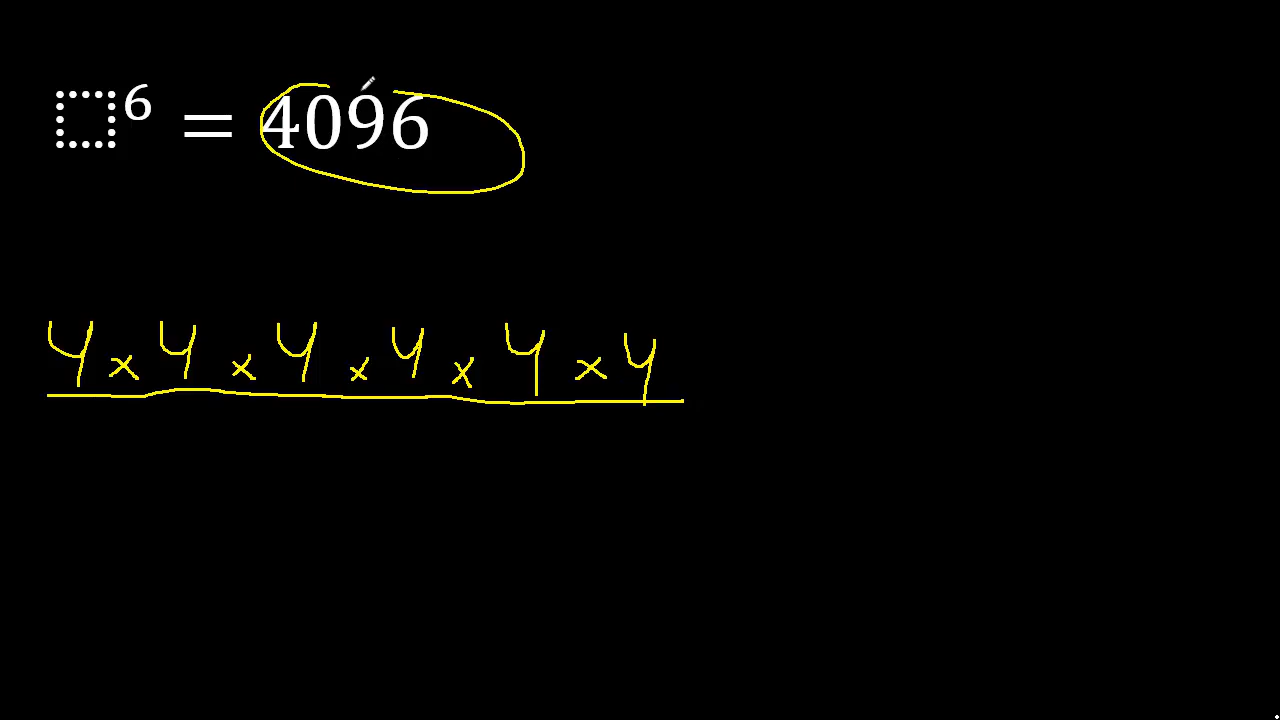 ⬚⁶ = 4096
4 × 4 × 4 × 4 × 4 × 4